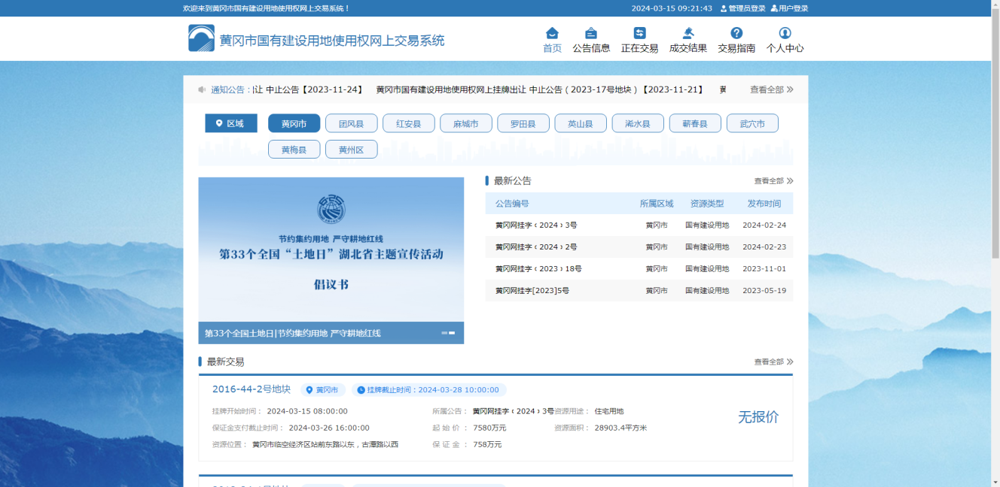 欢迎来到黄冈市国有建设用地使用权网上交易系统！
2024-03-15 09:21:43 管理员登录 用户登录
黄冈市国有建设用地使用权网上交易系统
首页 公告信息 正在交易 成交结果 交易指南 个人中心
通知公告：让 中止公告【2023-11-24】 黄冈市国有建设用地使用权网上挂牌出让 中止公告（2023-17号地块）【2023-11-21】 查看全部
区域 黄冈市 团风县 红安县 麻城市 罗田县 英山县 浠水县 蕲春县 武穴市
黄梅县 黄州区
节约集约用地 严守耕地红线
第33个全国“土地日”湖北省主题宣传活动
倡议书
第33个全国土地日|节约集约用地 严守耕地红线
最新公告 查看全部
公告编号 所属区域 资源类型 发布时间
黄冈网挂字﹝2024﹞3号 黄冈市 国有建设用地 2024-02-24
黄冈网挂字﹝2024﹞2号 黄冈市 国有建设用地 2024-02-23
黄冈网挂字﹝2023﹞18号 黄冈市 国有建设用地 2023-11-01
黄冈网挂字[2023]5号 黄冈市 国有建设用地 2023-05-19
最新交易 查看全部
2016-44-2号地块 黄冈市 挂牌截止时间：2024-03-28 10:00:00
挂牌开始时间： 2024-03-15 08:00:00 所属公告： 黄冈网挂字﹝2024﹞3号 资源用途： 住宅用地
保证金支付截止时间： 2024-03-26 16:00:00 起 始 价 ： 7580万元 资源面积： 28903.4平方米
资源位置： 黄冈市临空经济区站前东路以东，古潭路以西 保 证 金 ： 758万元
无报价